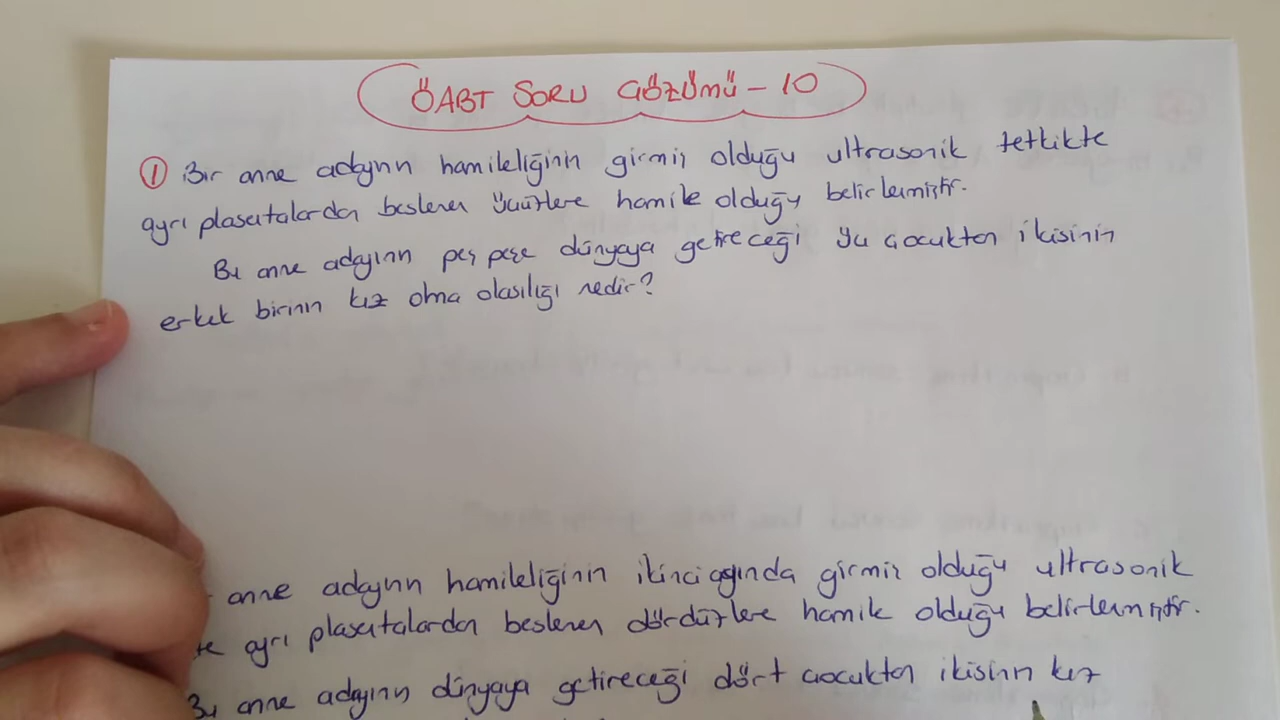 ÖABT SORU ÇÖZÜMÜ - 10
① Bir anne adayının hamileliğinin girmiş olduğu ultrasonik tetkikte
ayrı plasentalardan beslenen üçüzlere hamile olduğu belirlenmiştir.
Bu anne adayının peş peşe dünyaya getireceği üç çocuktan ikisinin
erkek birinin kız olma olasılığı nedir?
anne adayının hamileliğinin ikinci ayında girmiş olduğu ultrasonik
te ayrı plasentalardan beslenen dördüzlere hamile olduğu belirlenmiştir.
Bu anne adayının dünyaya getireceği dört çocuktan ikisinin kız